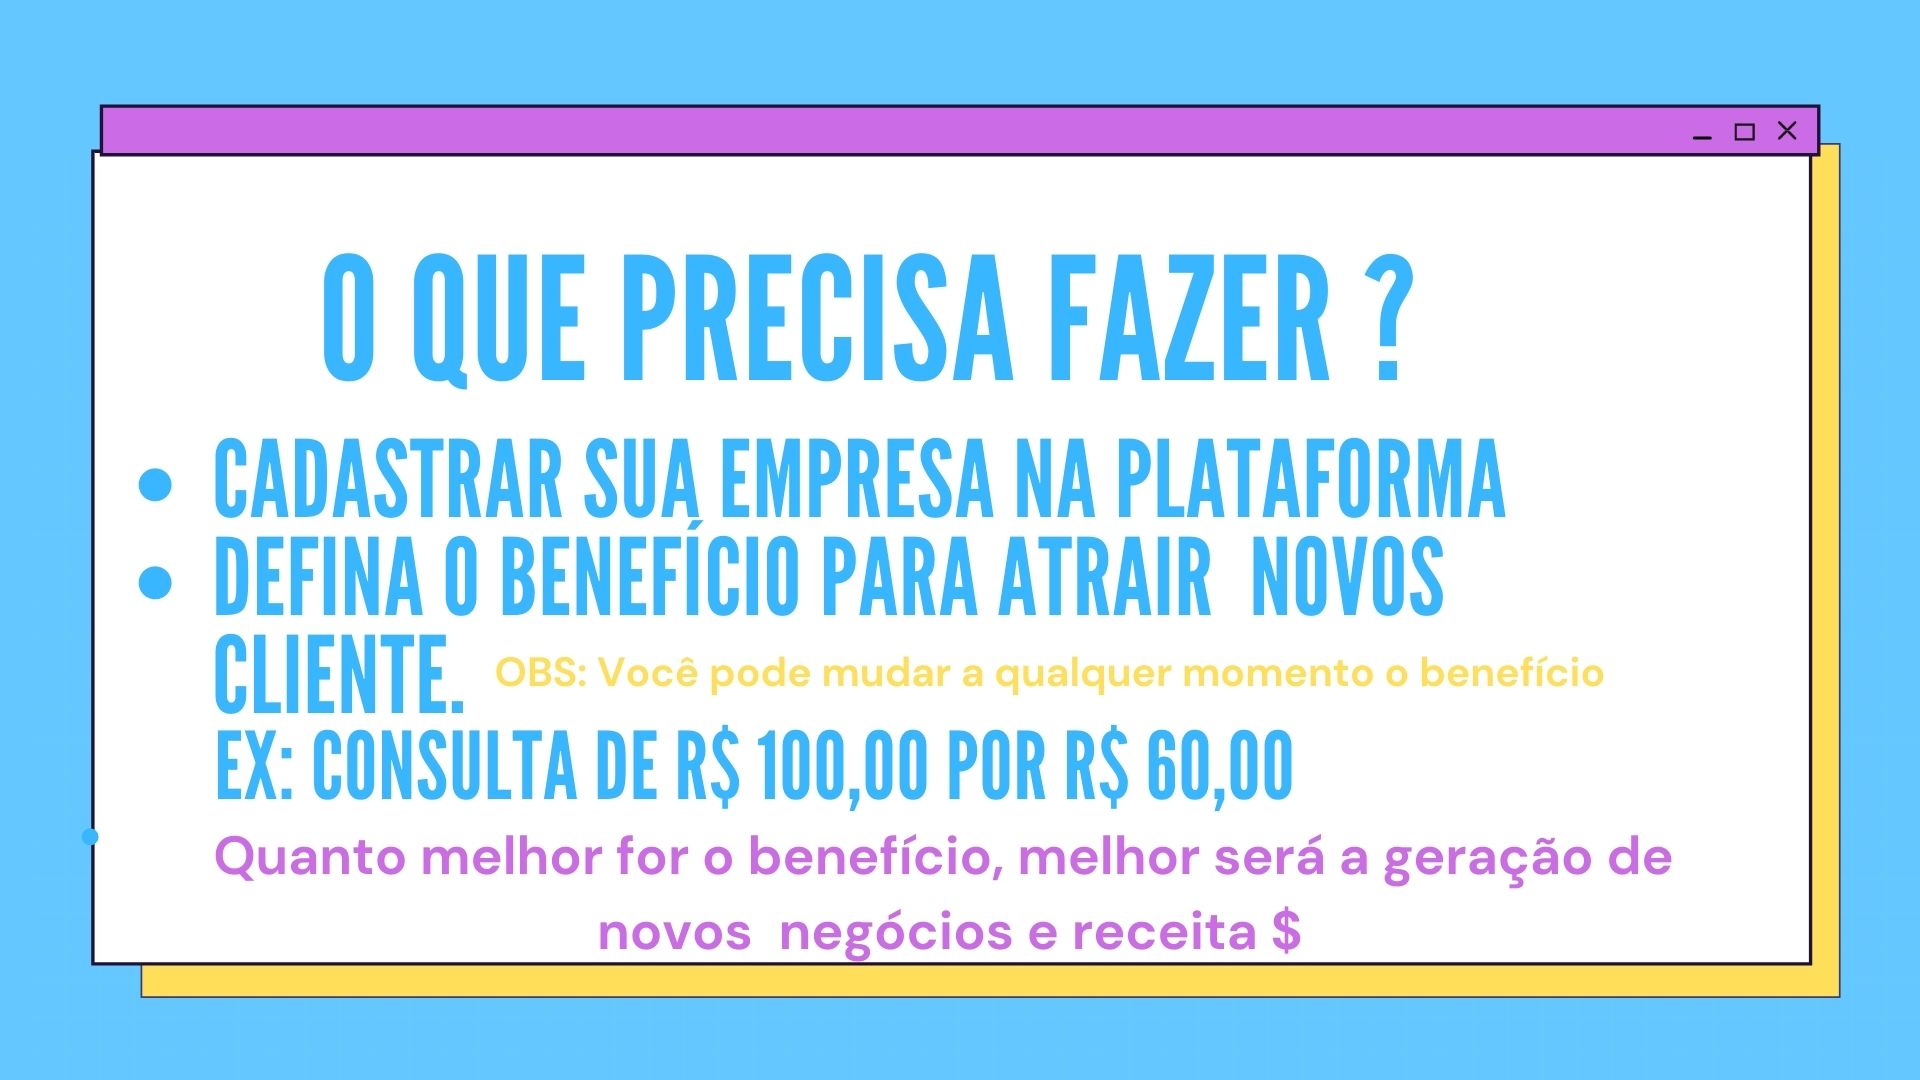 O QUE PRECISA FAZER ?
• CADASTRAR SUA EMPRESA NA PLATAFORMA
• DEFINA O BENEFÍCIO PARA ATRAIR  NOVOS
CLIENTE. OBS: Você pode mudar a qualquer momento o benefício
EX: CONSULTA DE R$ 100,00 POR R$ 60,00
Quanto melhor for o benefício, melhor será a geração de
novos  negócios e receita $